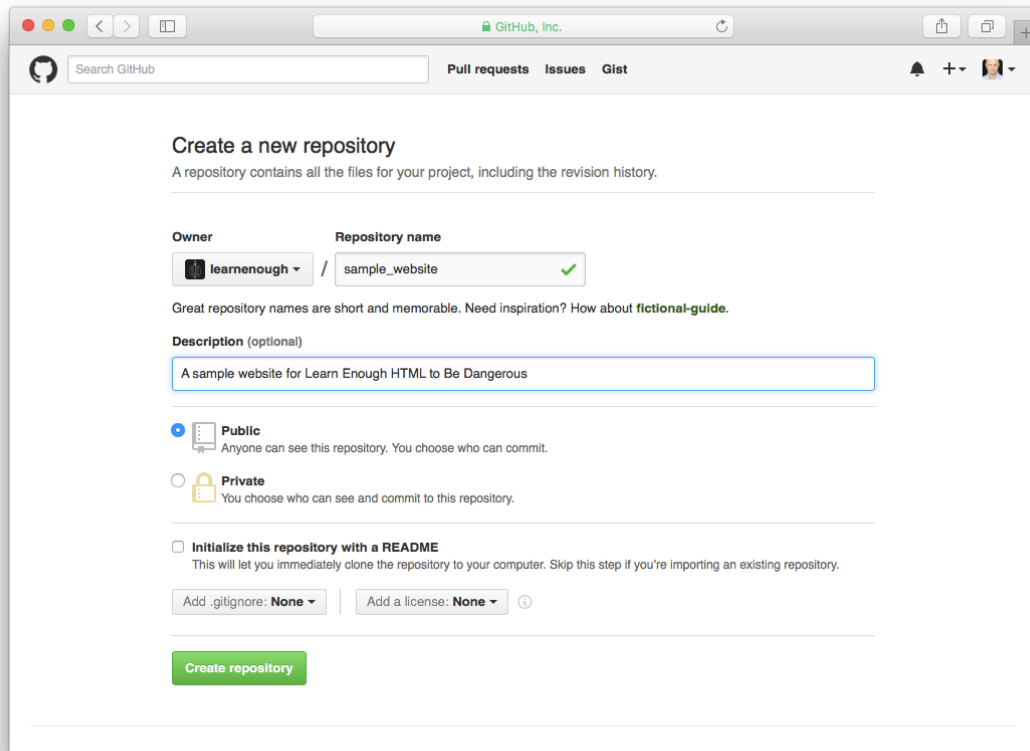 GitHub, Inc.
Search GitHub
Pull requests Issues Gist
Create a new repository
A repository contains all the files for your project, including the revision history.
Owner Repository name
learnenough / sample_website
Great repository names are short and memorable. Need inspiration? How about fictional-guide.
Description (optional)
A sample website for Learn Enough HTML to Be Dangerous
Public
Anyone can see this repository. You choose who can commit.
Private
You choose who can see and commit to this repository.
Initialize this repository with a README
This will let you immediately clone the repository to your computer. Skip this step if you're importing an existing repository.
Add .gitignore: None Add a license: None
Create repository